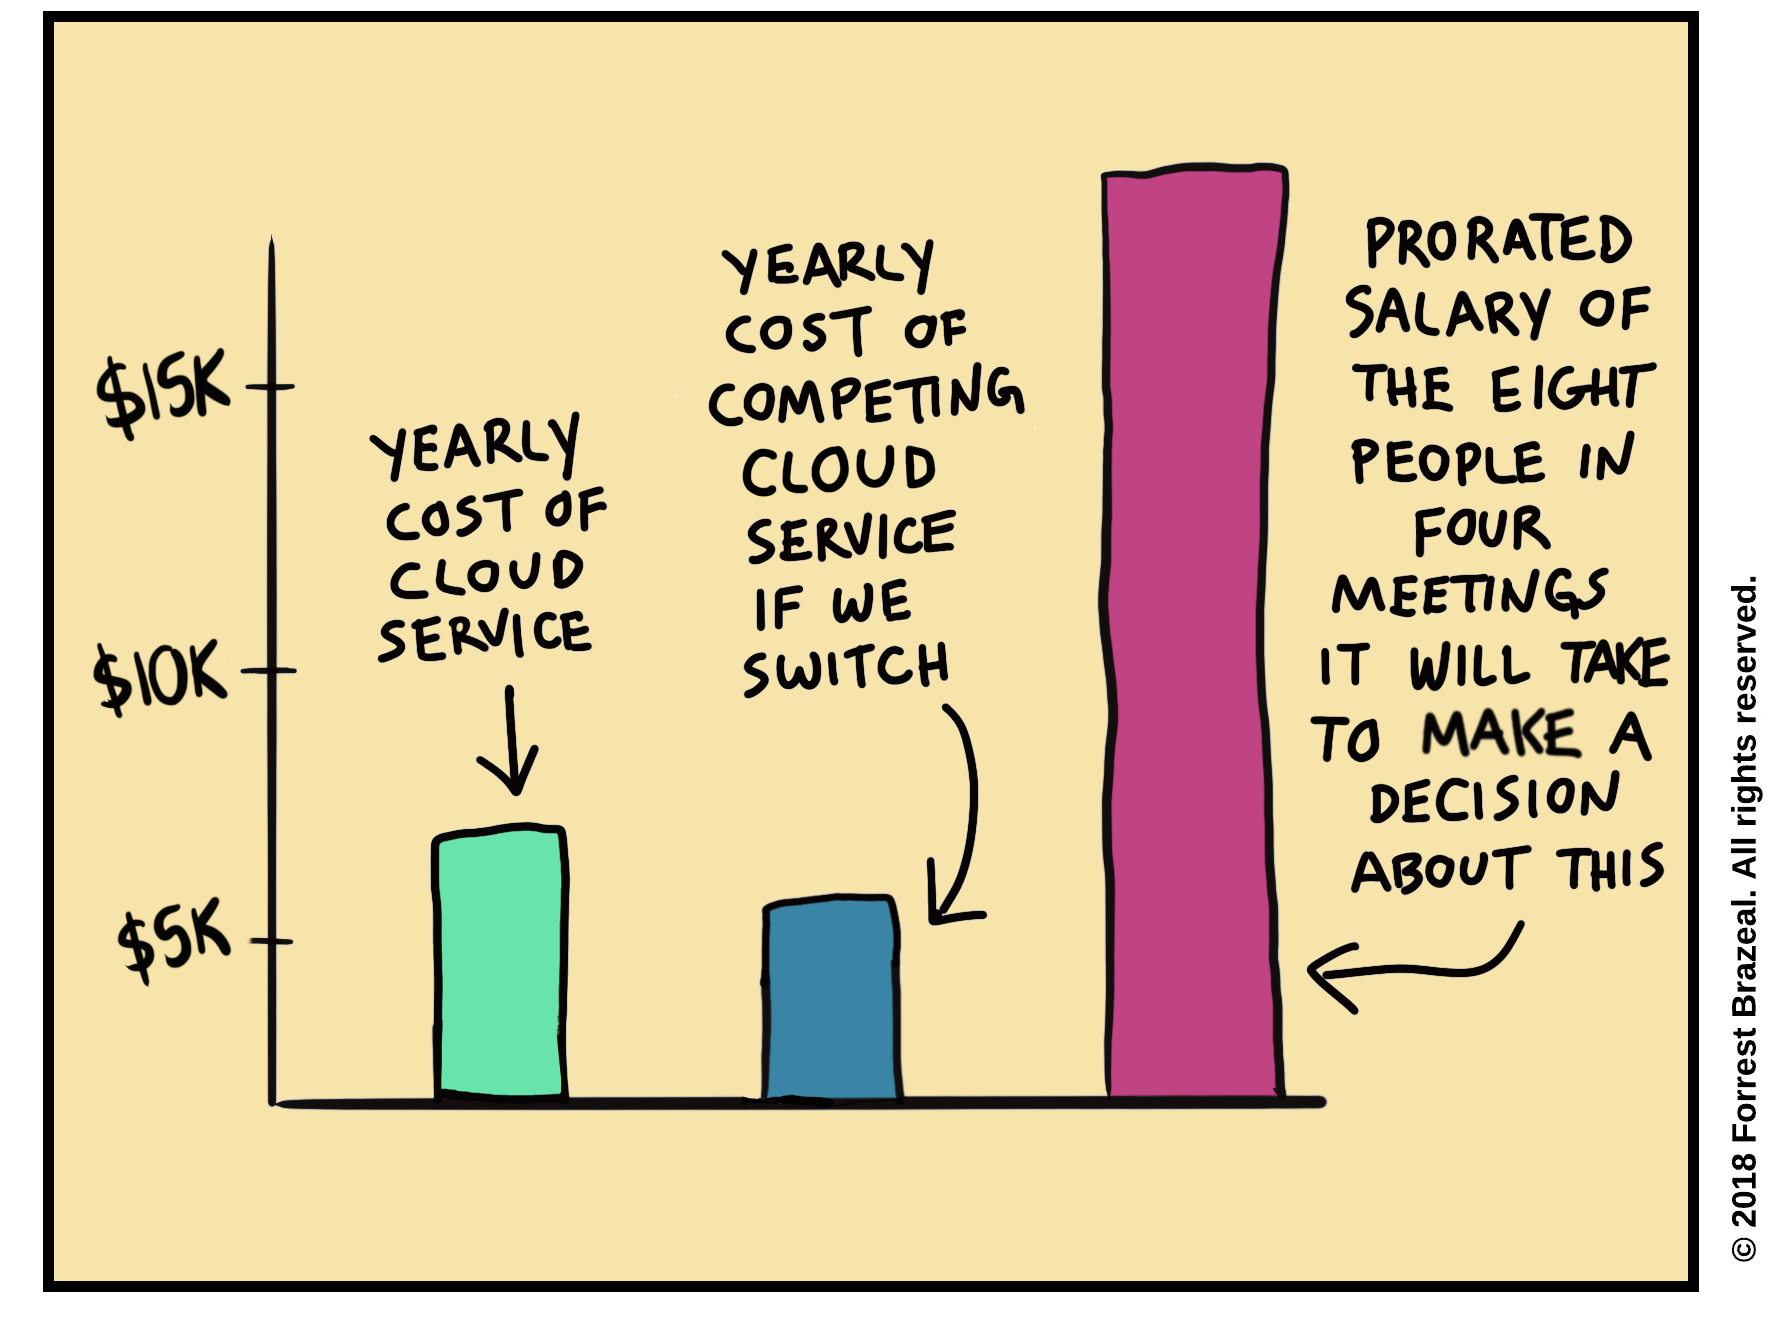 $15K
$10K
$5K
YEARLY
COST OF
CLOUD
SERVICE
YEARLY
COST OF
COMPETING
CLOUD
SERVICE
IF WE
SWITCH
PRORATED
SALARY OF
THE EIGHT
PEOPLE IN
FOUR
MEETINGS
IT WILL TAKE
TO MAKE A
DECISION
ABOUT THIS
© 2018 Forrest Brazeal. All rights reserved.